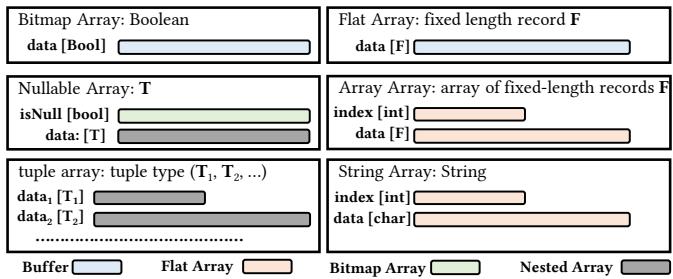 Bitmap Array: Boolean
data [Bool]
Flat Array: fixed length record F
data [F]
Nullable Array: T
isNull [bool]
data: [T]
Array Array: array of fixed-length records F
index [int]
data [F]
tuple array: tuple type (T₁, T₂, ...)
data₁ [T₁]
data₂ [T₂]
........................................
String Array: String
index [int]
data [char]
Buffer Flat Array Bitmap Array Nested Array